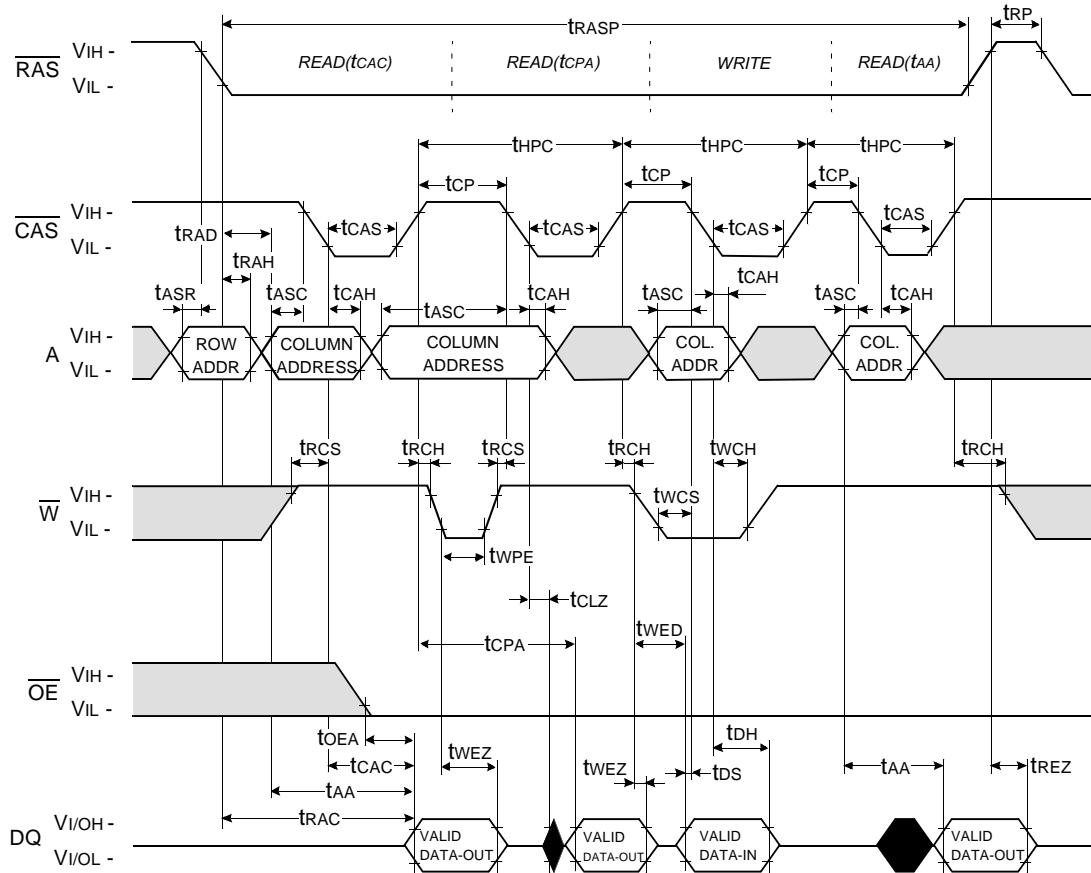 tRASP
tRP
RAS
VIH -
VIL -
READ(tCAC)
READ(tCPA)
WRITE
READ(tAA)
tHPC
tHPC
tHPC
tCP
tCP
tCP
CAS
VIH -
VIL -
tCAS
tCAS
tCAS
tCAS
tRAD
tRAH
tASR
tASC
tCAH
tASC
tCAH
tASC
tCAH
tASC
tCAH
A
VIH -
VIL -
ROW
ADDR
COLUMN
ADDRESS
COLUMN
ADDRESS
COL.
ADDR
COL.
ADDR
tRCS
tRCH
tRCS
tRCH
tWCH
tRCH
W
VIH -
VIL -
tWCS
tWPE
tCLZ
tCPA
tWED
OE
VIH -
VIL -
tOEA
tCAC
tAA
tRAC
tWEZ
tWEZ
tDH
tDS
tAA
tREZ
DQ
VI/OH -
VI/OL -
VALID
DATA-OUT
VALID
DATA-OUT
VALID
DATA-IN
VALID
DATA-OUT